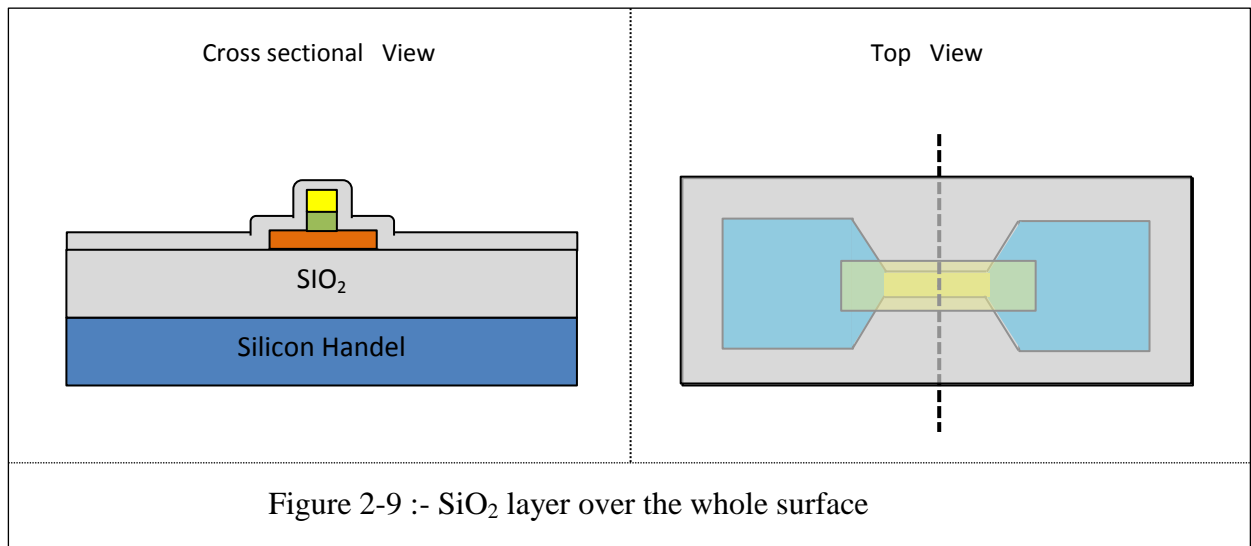 Cross sectional View
Top View
SIO₂
Silicon Handel
Figure 2-9 :- SiO₂ layer over the whole surface